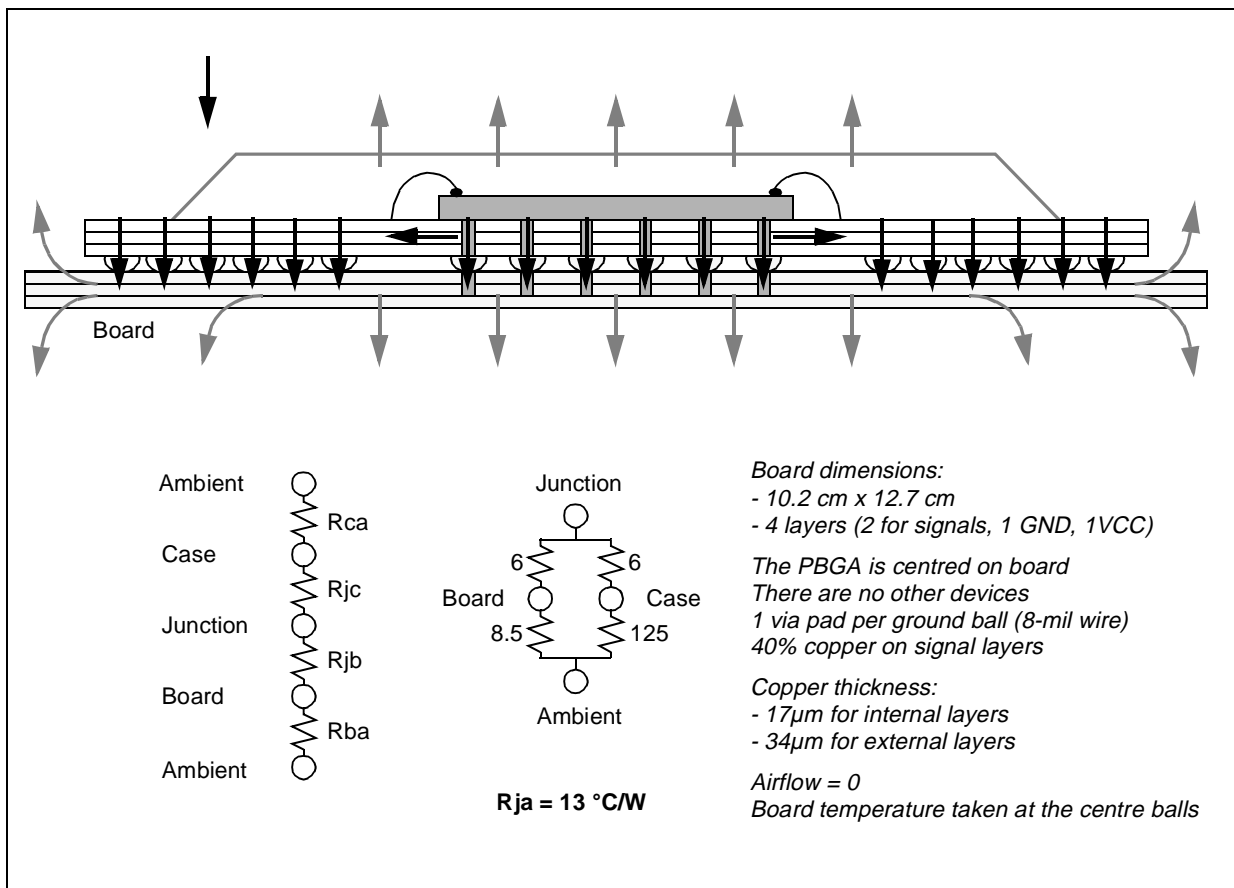 Board
Ambient
Rca
Case
Rjc
Junction
Rjb
Board
Rba
Ambient
Junction
6
6
Board
Case
8.5
125
Ambient
Rja = 13 °C/W
Board dimensions:
- 10.2 cm x 12.7 cm
- 4 layers (2 for signals, 1 GND, 1VCC)
The PBGA is centred on board
There are no other devices
1 via pad per ground ball (8-mil wire)
40% copper on signal layers
Copper thickness:
- 17µm for internal layers
- 34µm for external layers
Airflow = 0
Board temperature taken at the centre balls